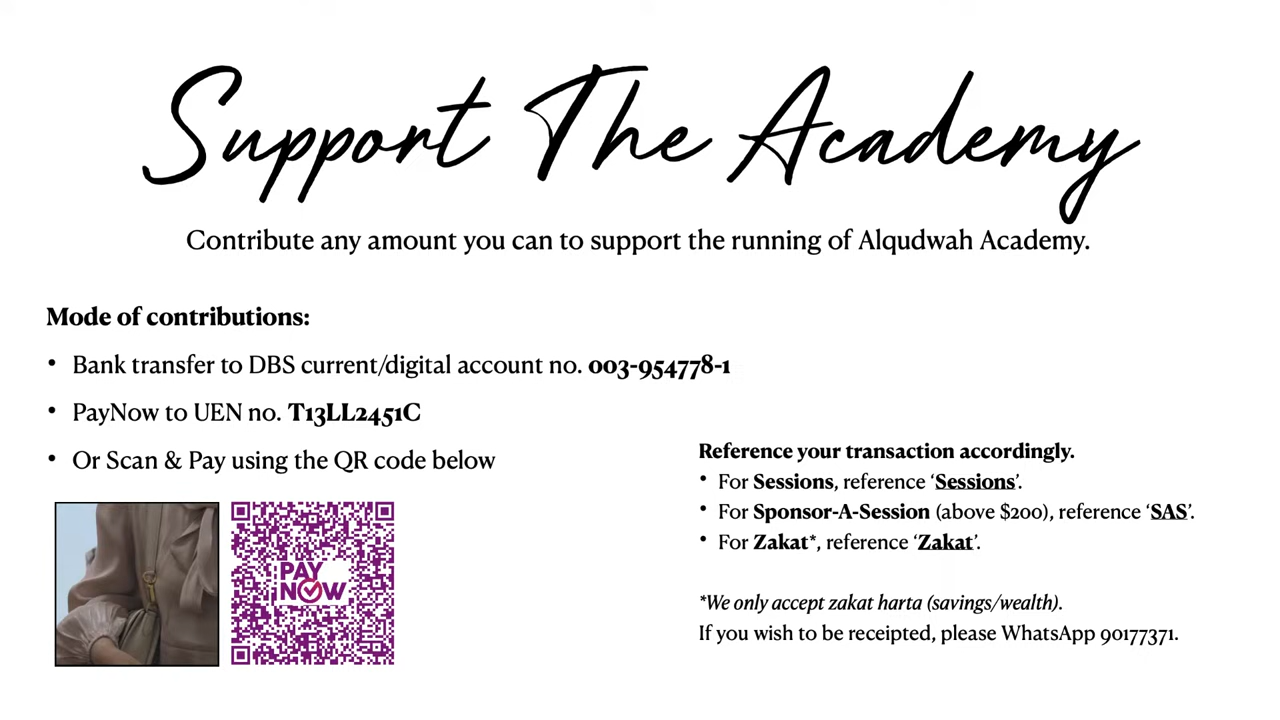 Support The Academy
Contribute any amount you can to support the running of Alqudwah Academy.
Mode of contributions:
• Bank transfer to DBS current/digital account no. 003-954778-1
• PayNow to UEN no. T13LL2451C
• Or Scan & Pay using the QR code below
PAY
NOW
Reference your transaction accordingly.
• For Sessions, reference ‘Sessions’.
• For Sponsor-A-Session (above $200), reference ‘SAS’.
• For Zakat*, reference ‘Zakat’.
*We only accept zakat harta (savings/wealth).
If you wish to be receipted, please WhatsApp 90177371.